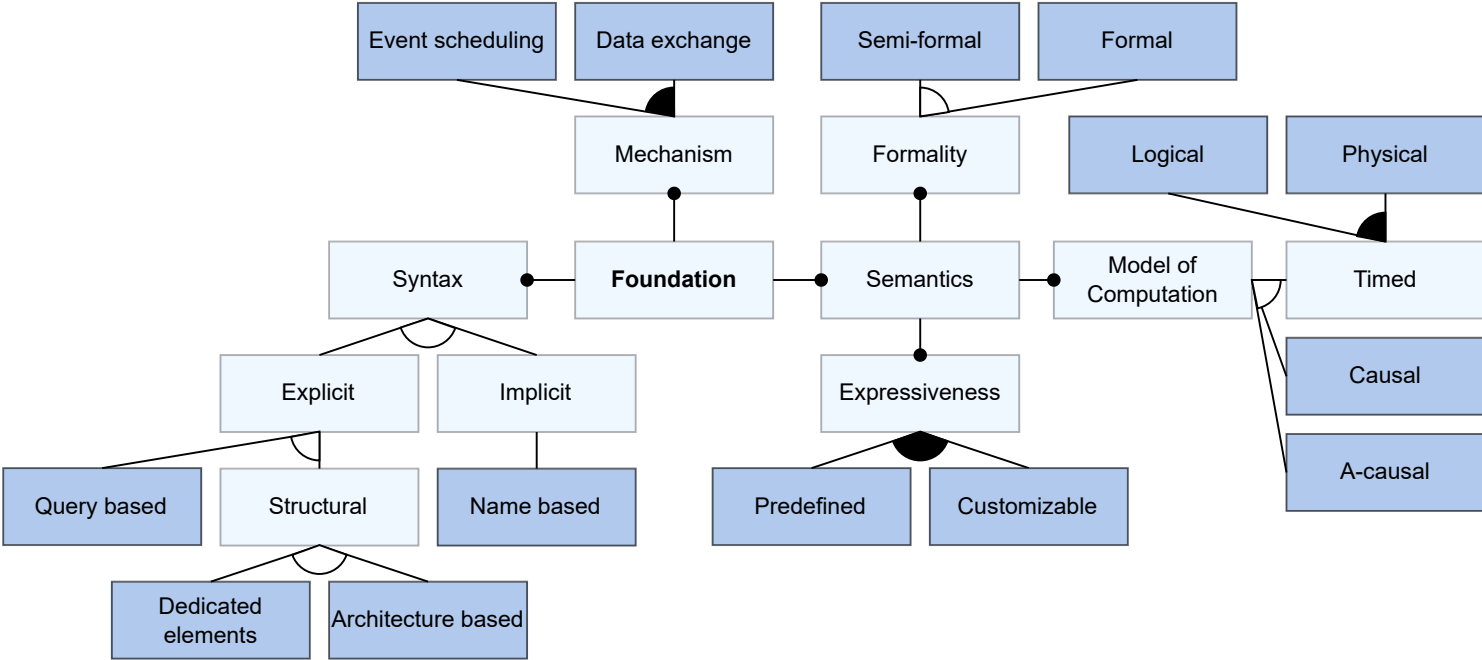 Event scheduling
Data exchange
Semi-formal
Formal
Mechanism
Formality
Logical
Physical
Syntax
Foundation
Semantics
Model of
Computation
Timed
Explicit
Implicit
Expressiveness
Causal
Query based
Structural
Name based
Predefined
Customizable
A-causal
Dedicated
elements
Architecture based